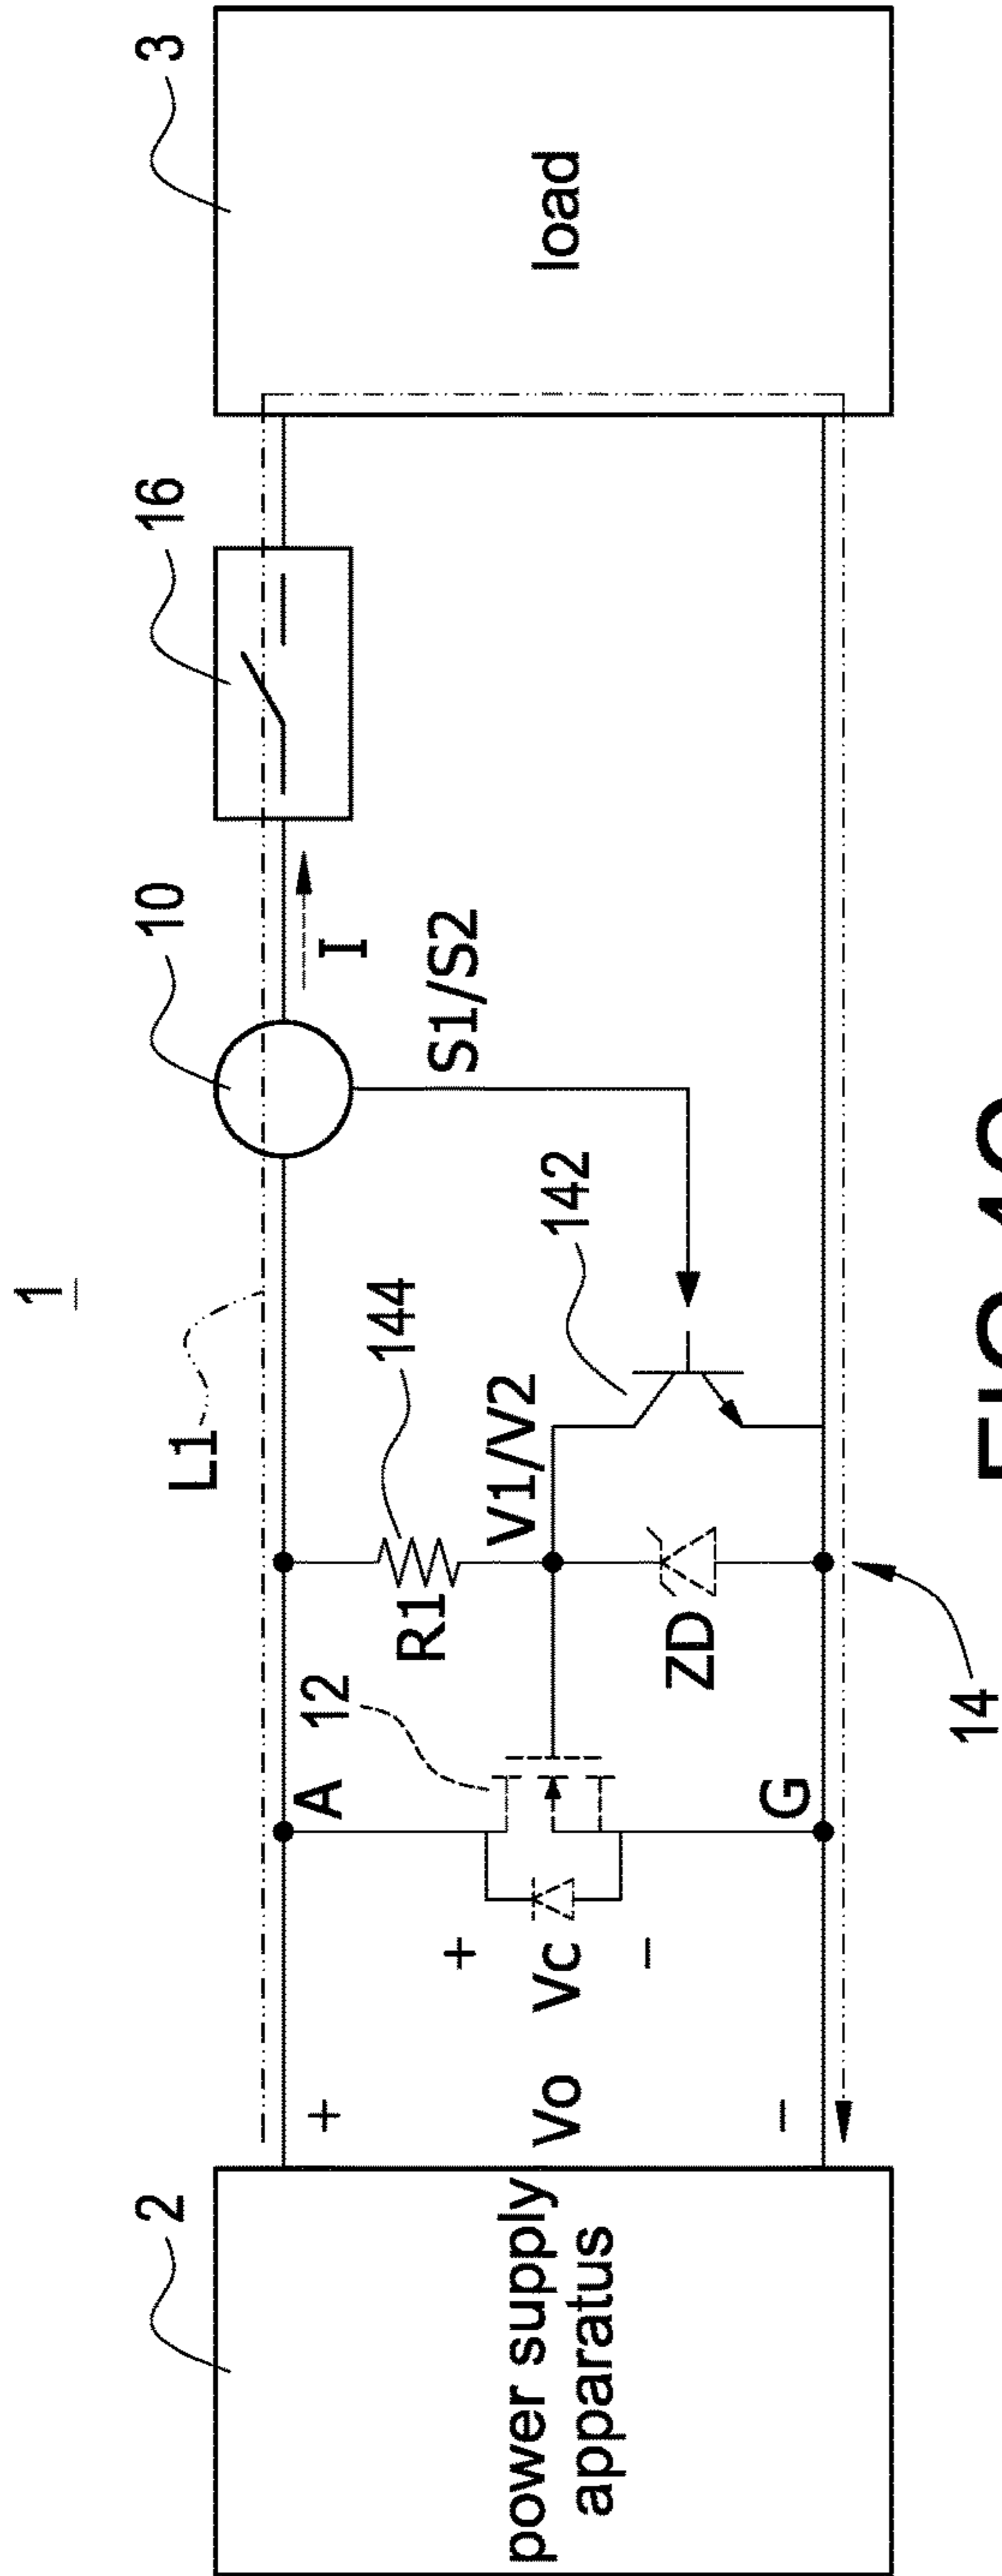 1
2
power supply
apparatus
+
Vo
−
L1
A
12
+
Vc
−
G
144
R1
V1/V2
ZD
14
142
10
S1/S2
I
16
3
load